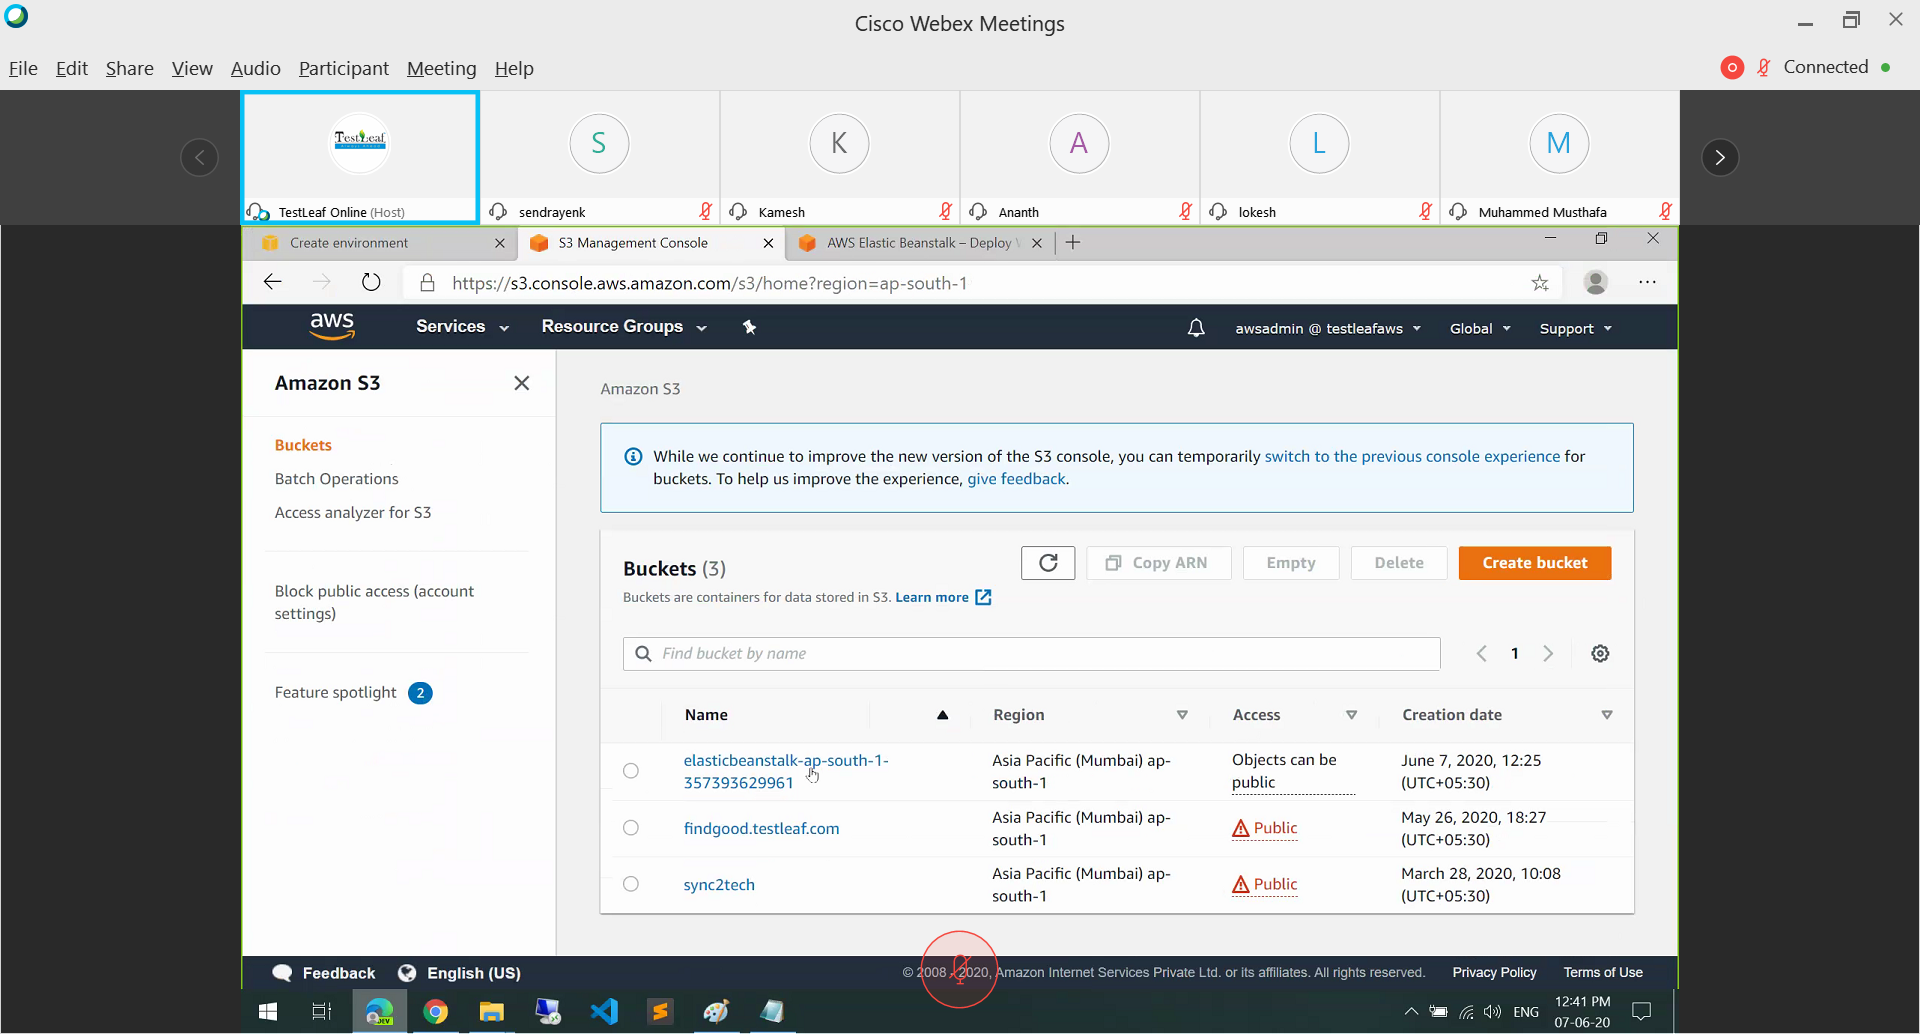 Cisco Webex Meetings
File Edit Share View Audio Participant Meeting Help
Connected
TestLeaf
S
K
A
L
M
TestLeaf Online (Host)
sendrayenk
Kamesh
Ananth
lokesh
Muhammed Musthafa
Create environment
S3 Management Console
AWS Elastic Beanstalk – Deploy
https://s3.console.aws.amazon.com/s3/home?region=ap-south-1
aws
Services
Resource Groups
awsadmin @ testleafaws
Global
Support
Amazon S3
Buckets
Batch Operations
Access analyzer for S3
Block public access (account
settings)
Feature spotlight 2
Amazon S3
While we continue to improve the new version of the S3 console, you can temporarily switch to the previous console experience for
buckets. To help us improve the experience, give feedback.
Buckets (3)
Copy ARN
Empty
Delete
Create bucket
Buckets are containers for data stored in S3. Learn more
Find bucket by name
1
Name Region Access Creation date
elasticbeanstalk-ap-south-1-
357393629961
Asia Pacific (Mumbai) ap-
south-1
Objects can be
public
June 7, 2020, 12:25
(UTC+05:30)
findgood.testleaf.com
Asia Pacific (Mumbai) ap-
south-1
Public
May 26, 2020, 18:27
(UTC+05:30)
sync2tech
Asia Pacific (Mumbai) ap-
south-1
Public
March 28, 2020, 10:08
(UTC+05:30)
Feedback
English (US)
© 2008 - 2020, Amazon Internet Services Private Ltd. or its affiliates. All rights reserved.
Privacy Policy
Terms of Use
DEV
ENG
12:41 PM
07-06-20